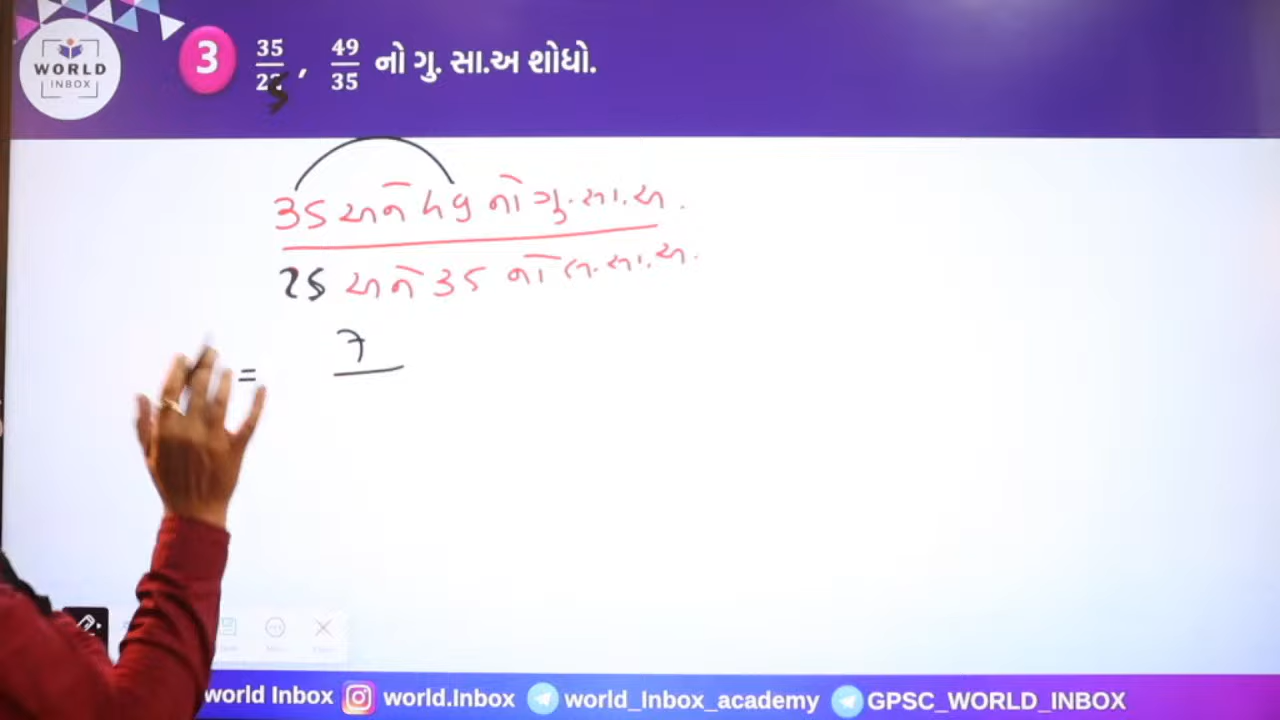 WORLD
INBOX
3 35/25 , 49/35 નો ગુ. સા.અ શોધો.
35 અને 49 નો ગુ.સા.અ.
25 અને 35 નો લ.સા.અ.
= 7
world Inbox world.Inbox world_Inbox_academy GPSC_WORLD_INBOX